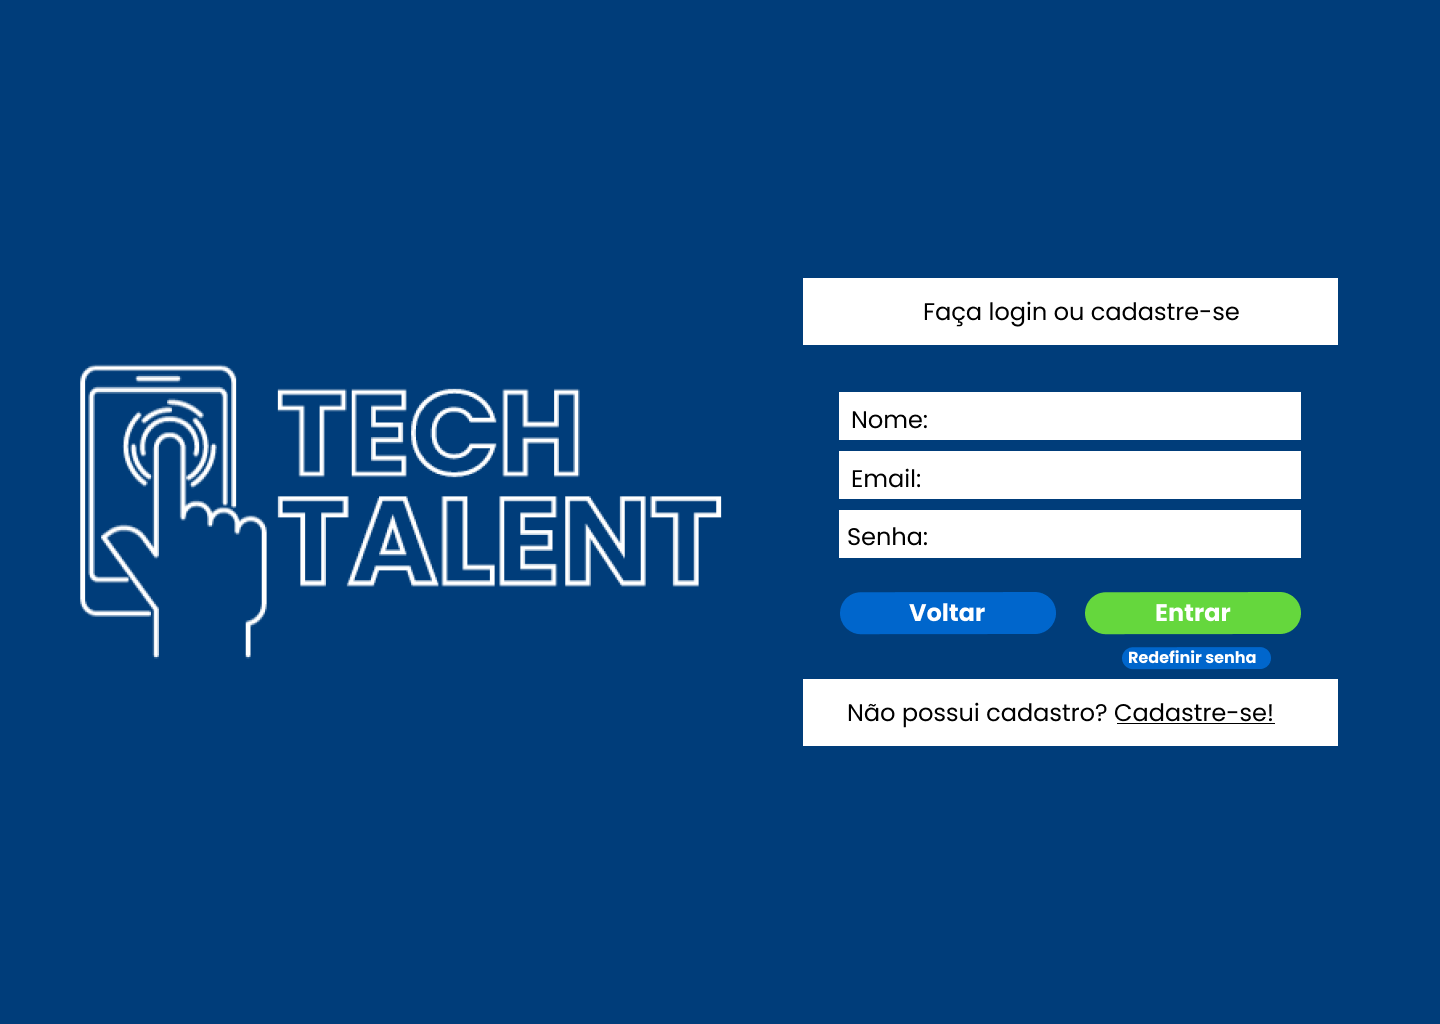 TECH
TALENT
Faça login ou cadastre-se
Nome:
Email:
Senha:
Voltar
Entrar
Redefinir senha
Não possui cadastro? Cadastre-se!